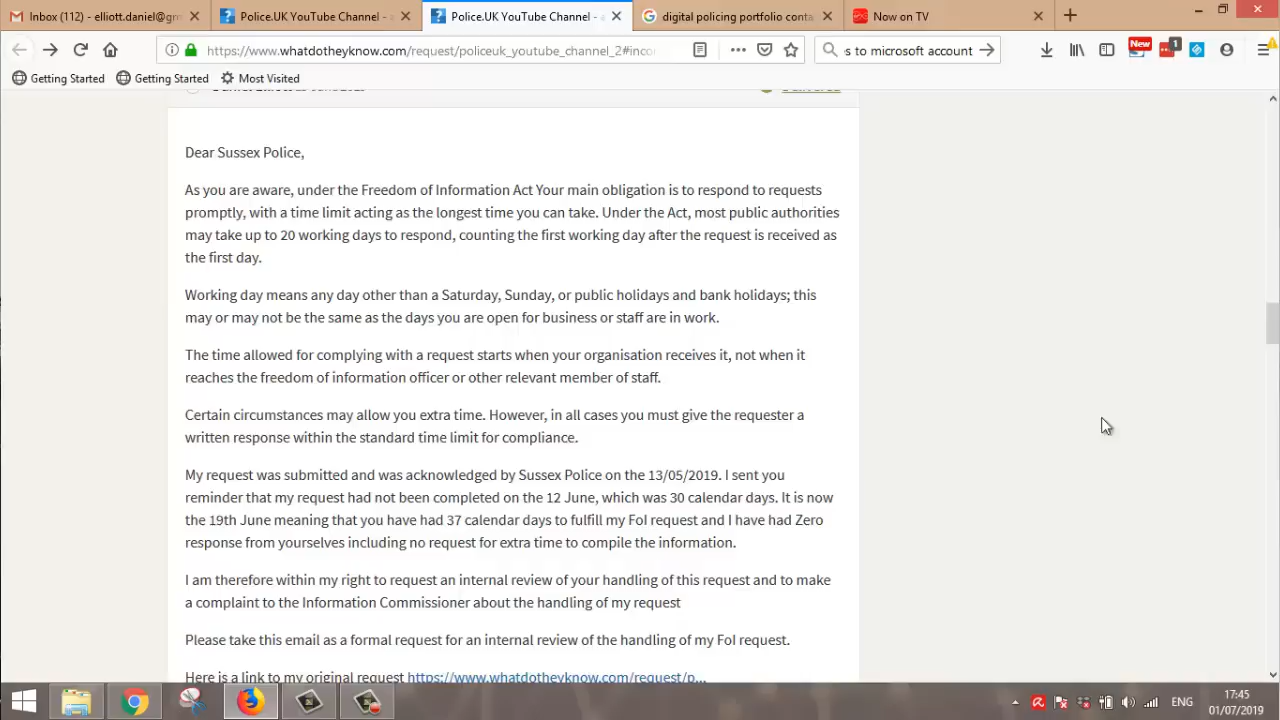 Inbox (112) - elliott.daniel@gm
Police.UK YouTube Channel - a
Police.UK YouTube Channel - a
digital policing portfolio conta
Now on TV
https://www.whatdotheyknow.com/request/policeuk_youtube_channel_2#inco
s to microsoft account
New
1
Getting Started
Getting Started
Most Visited
Dear Sussex Police,
As you are aware, under the Freedom of Information Act Your main obligation is to respond to requests
promptly, with a time limit acting as the longest time you can take. Under the Act, most public authorities
may take up to 20 working days to respond, counting the first working day after the request is received as
the first day.
Working day means any day other than a Saturday, Sunday, or public holidays and bank holidays; this
may or may not be the same as the days you are open for business or staff are in work.
The time allowed for complying with a request starts when your organisation receives it, not when it
reaches the freedom of information officer or other relevant member of staff.
Certain circumstances may allow you extra time. However, in all cases you must give the requester a
written response within the standard time limit for compliance.
My request was submitted and was acknowledged by Sussex Police on the 13/05/2019. I sent you
reminder that my request had not been completed on the 12 June, which was 30 calendar days. It is now
the 19th June meaning that you have had 37 calendar days to fulfill my FoI request and I have had Zero
response from yourselves including no request for extra time to compile the information.
I am therefore within my right to request an internal review of your handling of this request and to make
a complaint to the Information Commissioner about the handling of my request
Please take this email as a formal request for an internal review of the handling of my FoI request.
Here is a link to my original request https://www.whatdotheyknow.com/request/p...
ENG
17:45
01/07/2019